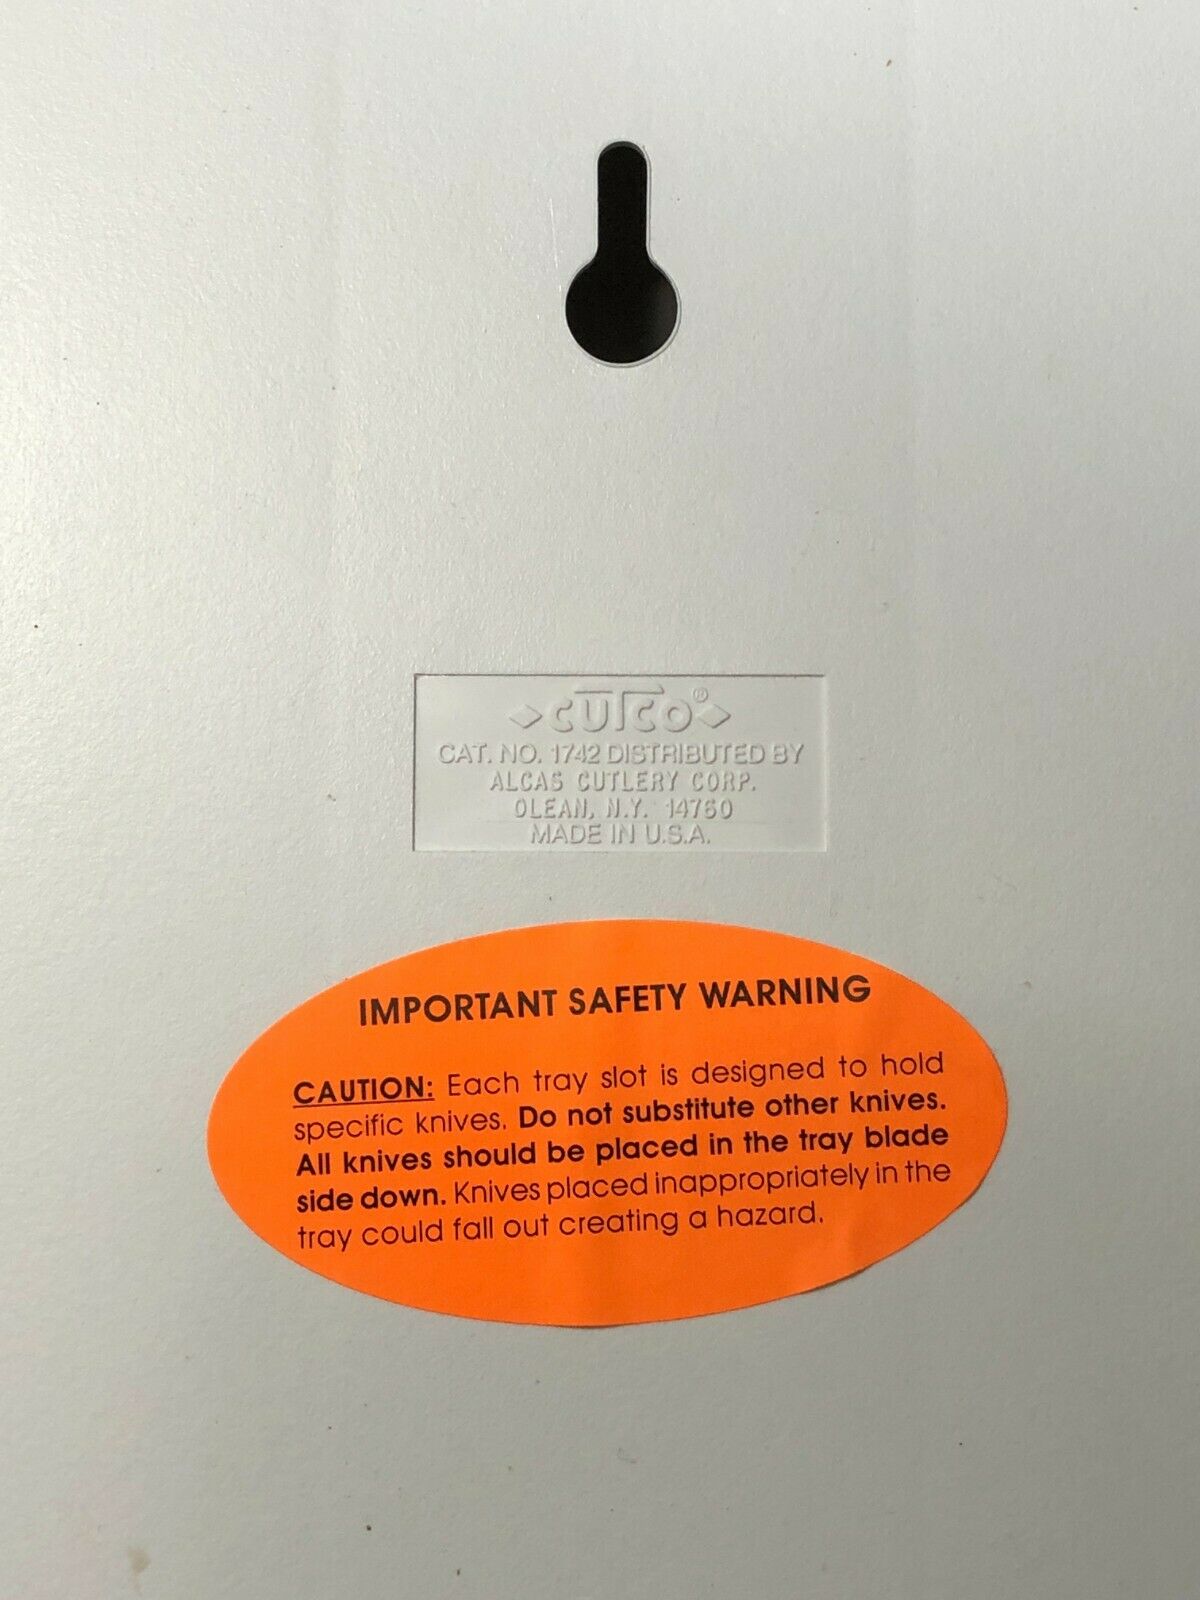 CUTCO®
CAT. NO. 1742 DISTRIBUTED BY
ALCAS CUTLERY CORP.
OLEAN, N.Y. 14760
MADE IN U.S.A.
IMPORTANT SAFETY WARNING
CAUTION: Each tray slot is designed to hold
specific knives. Do not substitute other knives.
All knives should be placed in the tray blade
side down. Knives placed inappropriately in the
tray could fall out creating a hazard.